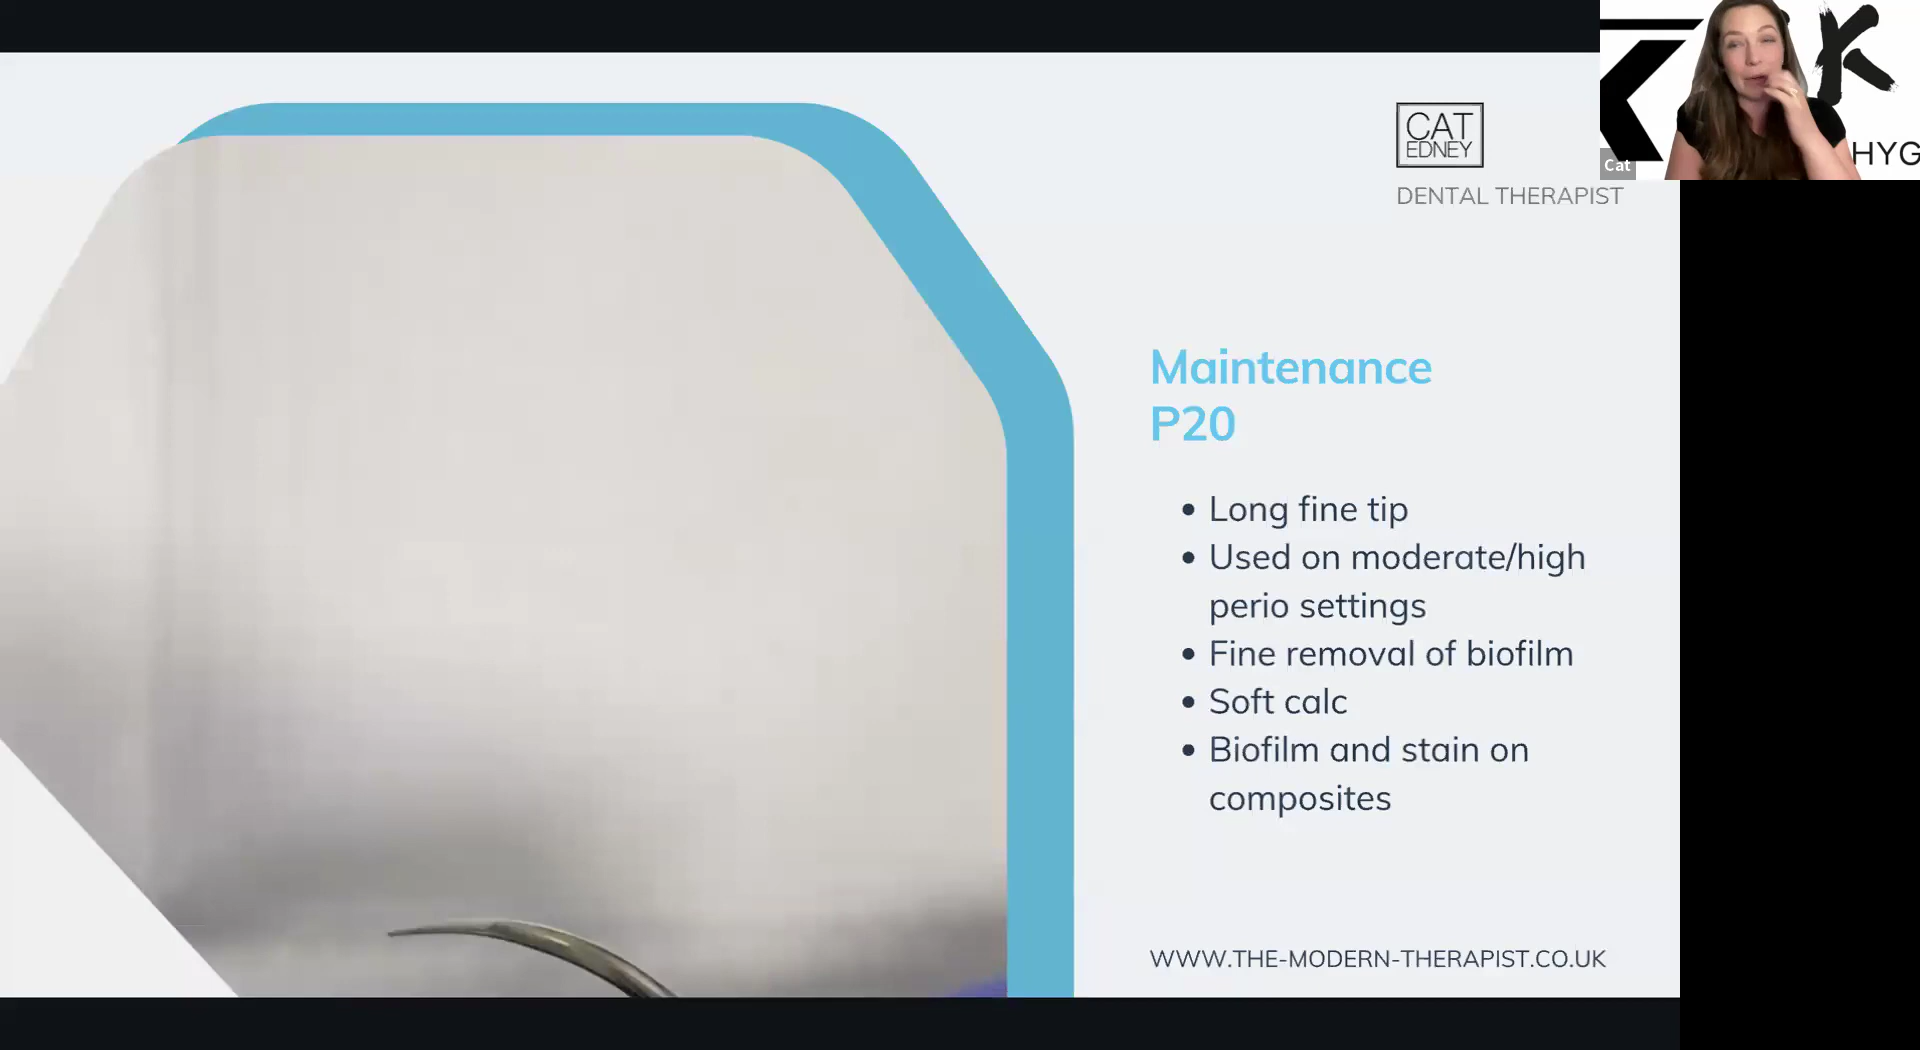 CAT
EDNEY
DENTAL THERAPIST
Cat
HYG
Maintenance
P20
Long fine tip
Used on moderate/high
perio settings
Fine removal of biofilm
Soft calc
Biofilm and stain on
composites
WWW.THE-MODERN-THERAPIST.CO.UK